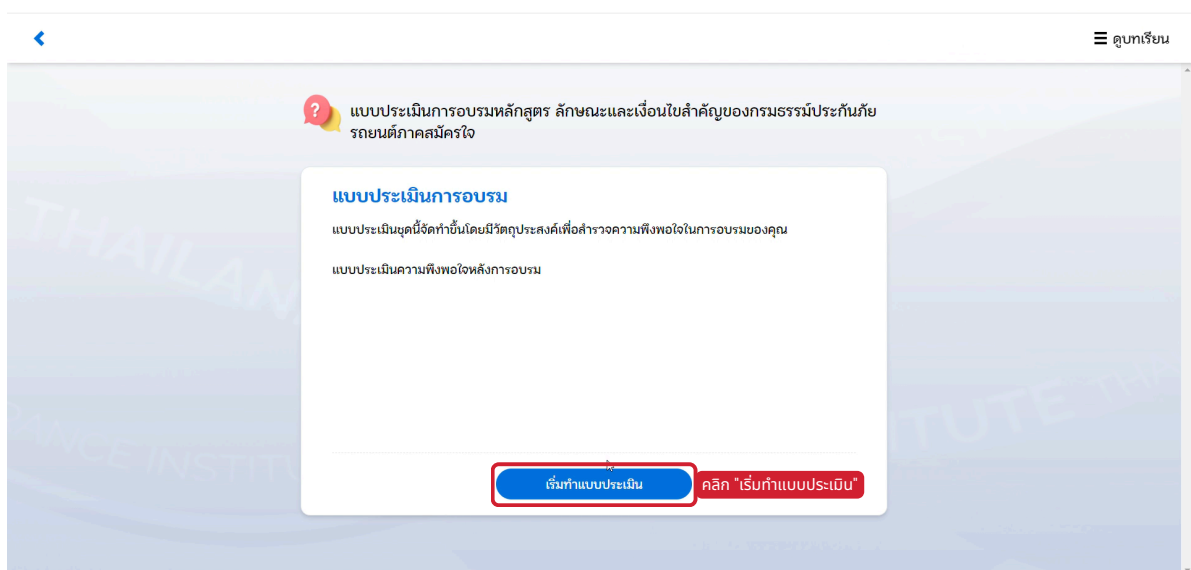 ดูบทเรียน
แบบประเมินการอบรมหลักสูตร ลักษณะและเงื่อนไขสำคัญของกรมธรรม์ประกันภัย
รถยนต์ภาคสมัครใจ
แบบประเมินการอบรม
แบบประเมินชุดนี้จัดทำขึ้นโดยมีวัตถุประสงค์เพื่อสำรวจความพึงพอใจในการอบรมของคุณ
แบบประเมินความพึงพอใจหลังการอบรม
THAILAN
ANCE INSTITU
TUTE THA
เริ่มทำแบบประเมิน
คลิก "เริ่มทำแบบประเมิน"